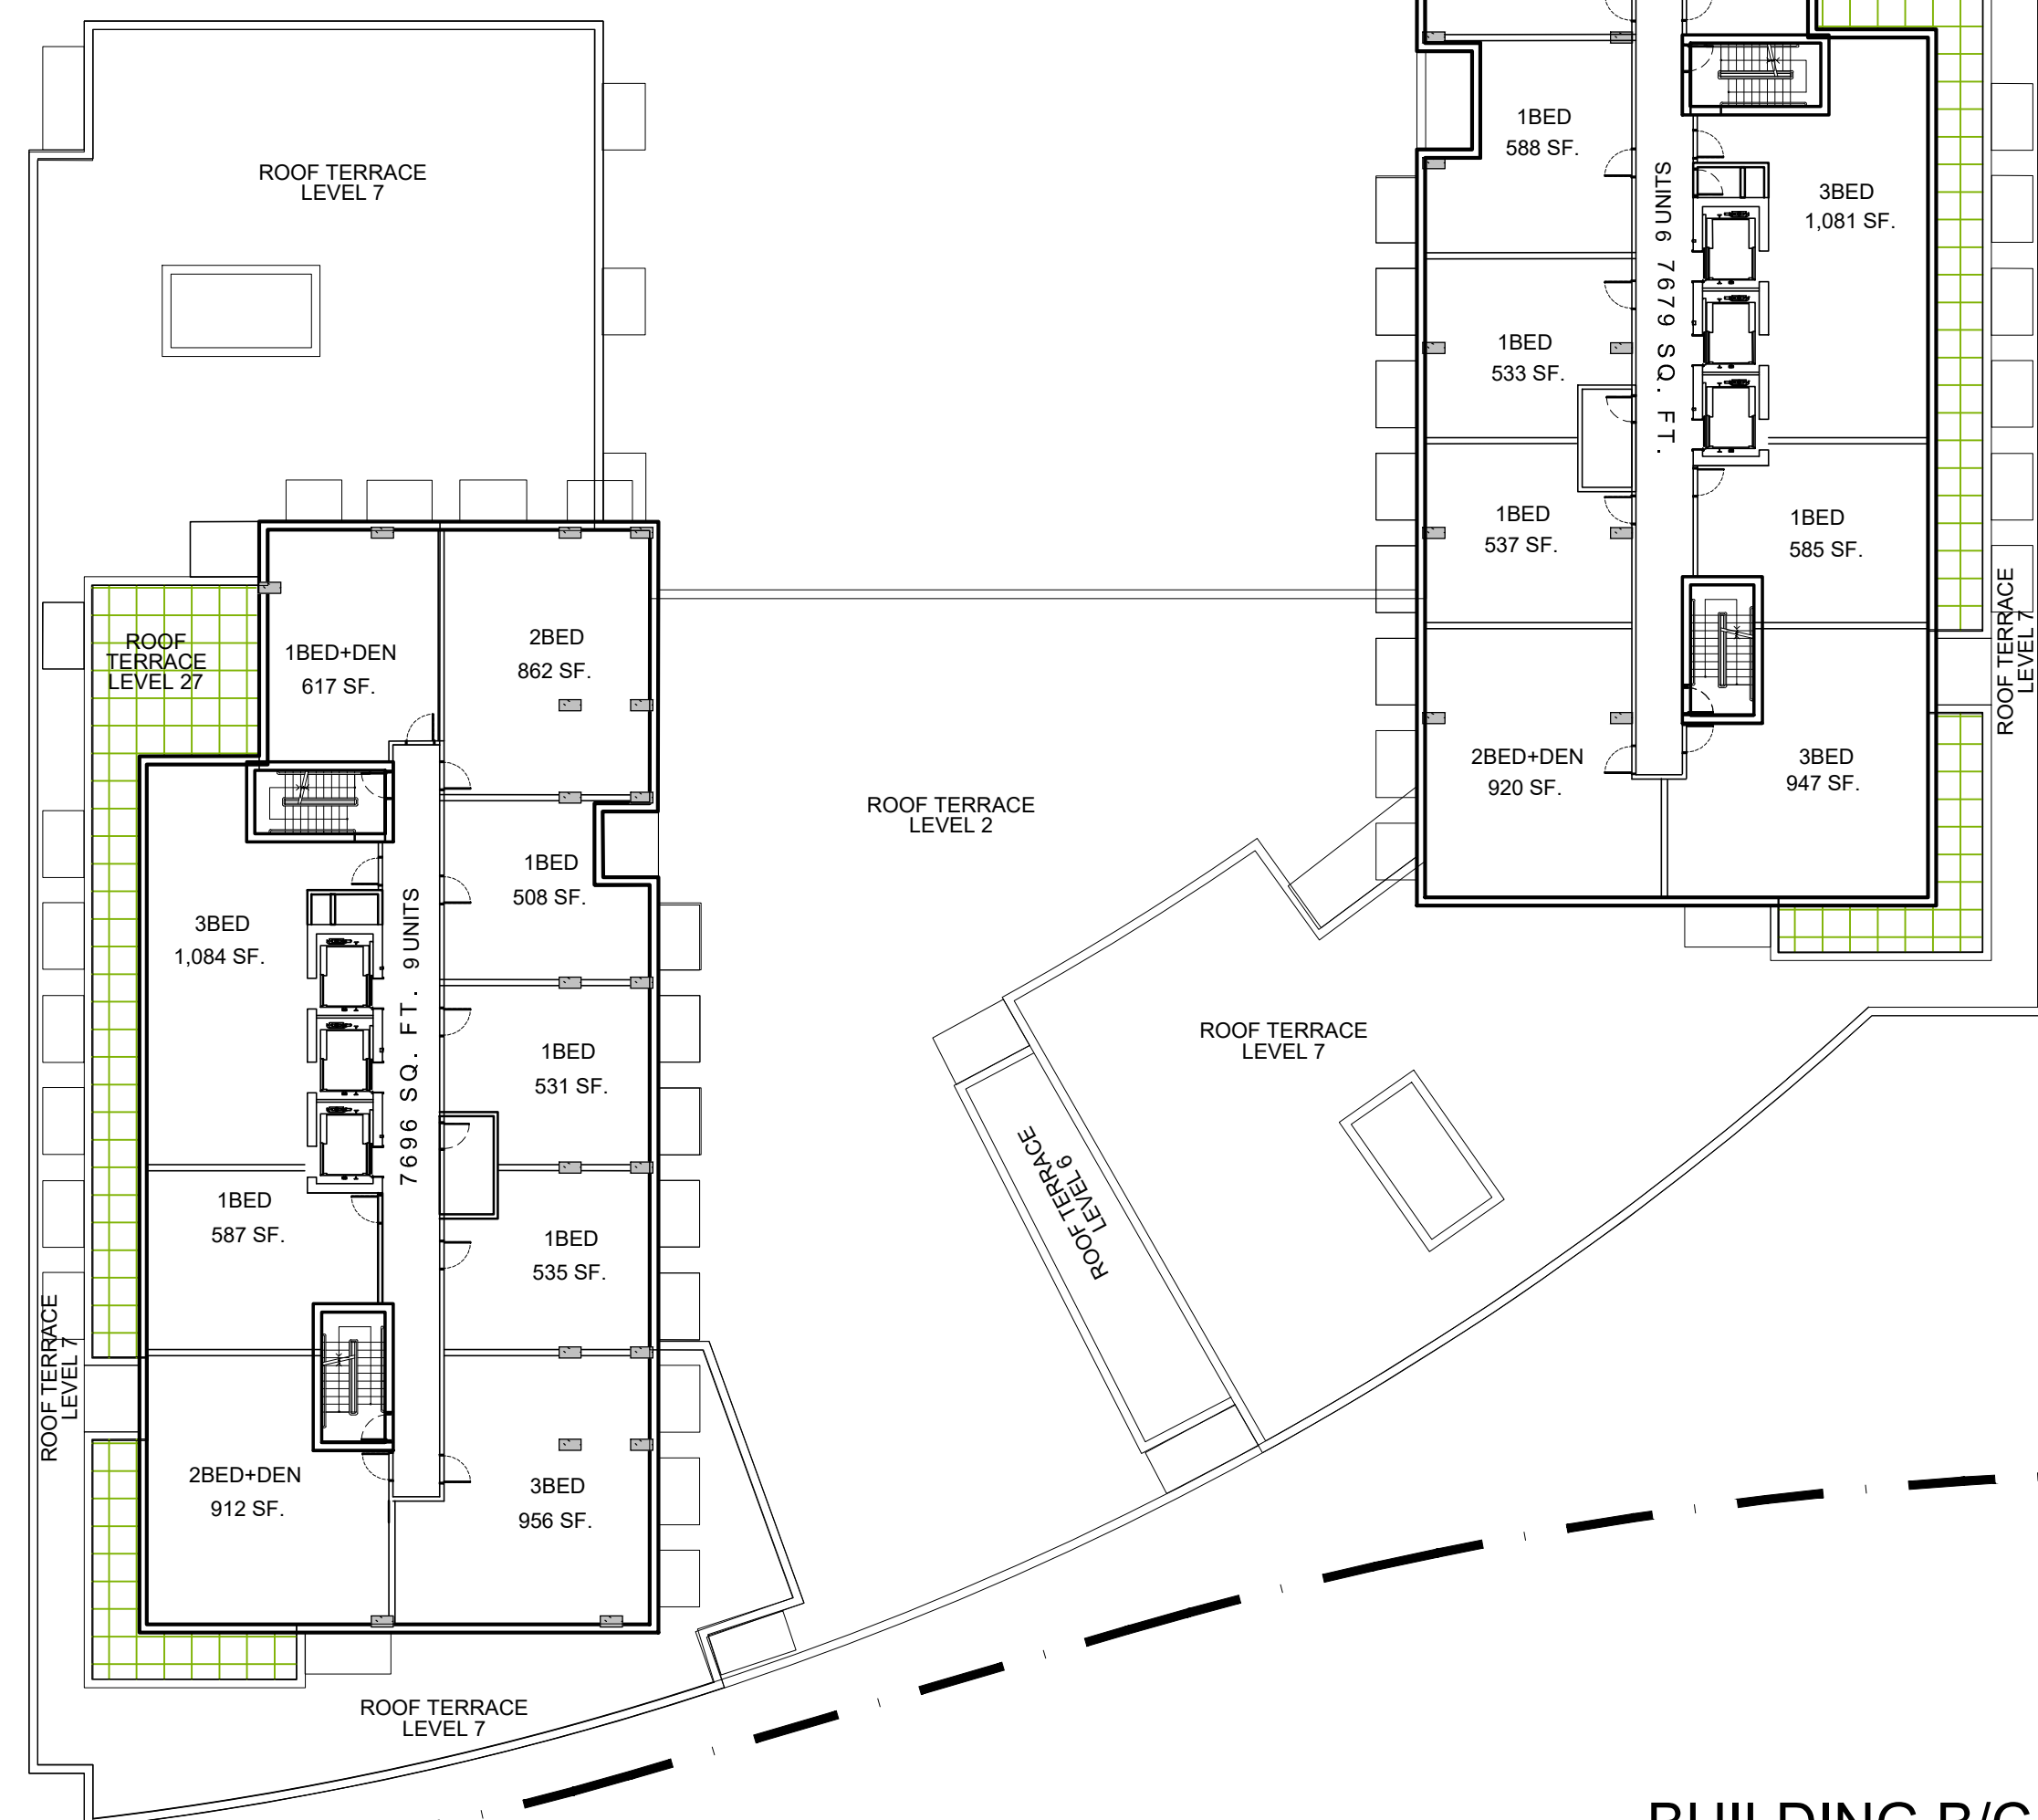 ROOF TERRACE
LEVEL 7
1BED
588 SF.
3BED
1,081 SF.
7679 SQ. FT. 9 UNITS
1BED
533 SF.
1BED
537 SF.
1BED
585 SF.
ROOF TERRACE
LEVEL 7
2BED+DEN
920 SF.
3BED
947 SF.
ROOF
TERRACE
LEVEL 27
1BED+DEN
617 SF.
2BED
862 SF.
ROOF TERRACE
LEVEL 2
1BED
508 SF.
3BED
1,084 SF.
7696 SQ. FT. 9 UNITS
1BED
531 SF.
1BED
587 SF.
1BED
535 SF.
ROOF TERRACE
LEVEL 7
ROOF TERRACE
LEVEL 6
ROOF TERRACE
LEVEL 7
2BED+DEN
912 SF.
3BED
956 SF.
ROOF TERRACE
LEVEL 7
BUILDING B/C